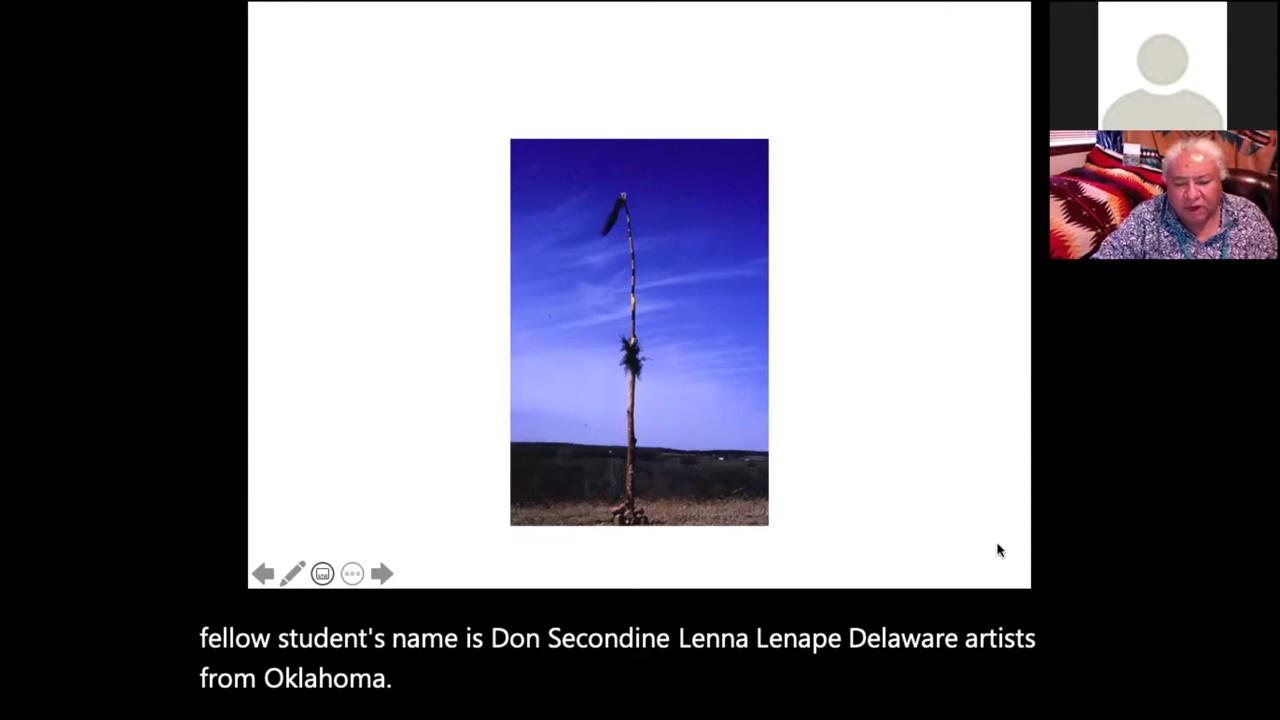 fellow student's name is Don Secondine Lenna Lenape Delaware artists
from Oklahoma.